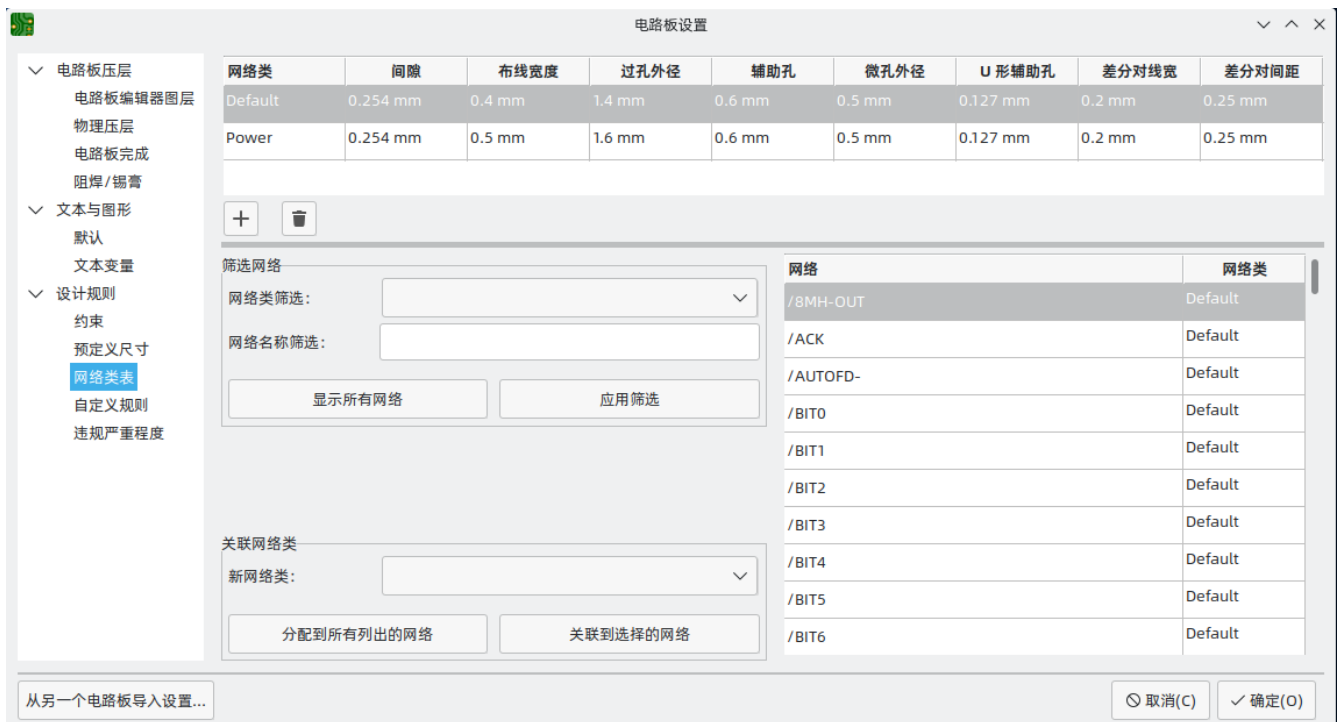 电路板设置
电路板压层
电路板编辑器图层
物理压层
电路板完成
阻焊/锡膏
文本与图形
默认
文本变量
设计规则
约束
预定义尺寸
网络类表
自定义规则
违规严重程度
网络类 间隙 布线宽度 过孔外径 辅助孔 微孔外径 U 形辅助孔 差分对线宽 差分对间距
Default 0.254 mm 0.4 mm 1.4 mm 0.6 mm 0.5 mm 0.127 mm 0.2 mm 0.25 mm
Power 0.254 mm 0.5 mm 1.6 mm 0.6 mm 0.5 mm 0.127 mm 0.2 mm 0.25 mm
筛选网络
网络类筛选:
网络名称筛选:
显示所有网络 应用筛选
关联网络类
新网络类:
分配到所有列出的网络 关联到选择的网络
网络 网络类
/8MH-OUT Default
/ACK Default
/AUTOFD- Default
/BIT0 Default
/BIT1 Default
/BIT2 Default
/BIT3 Default
/BIT4 Default
/BIT5 Default
/BIT6 Default
从另一个电路板导入设置... 取消(C) 确定(O)